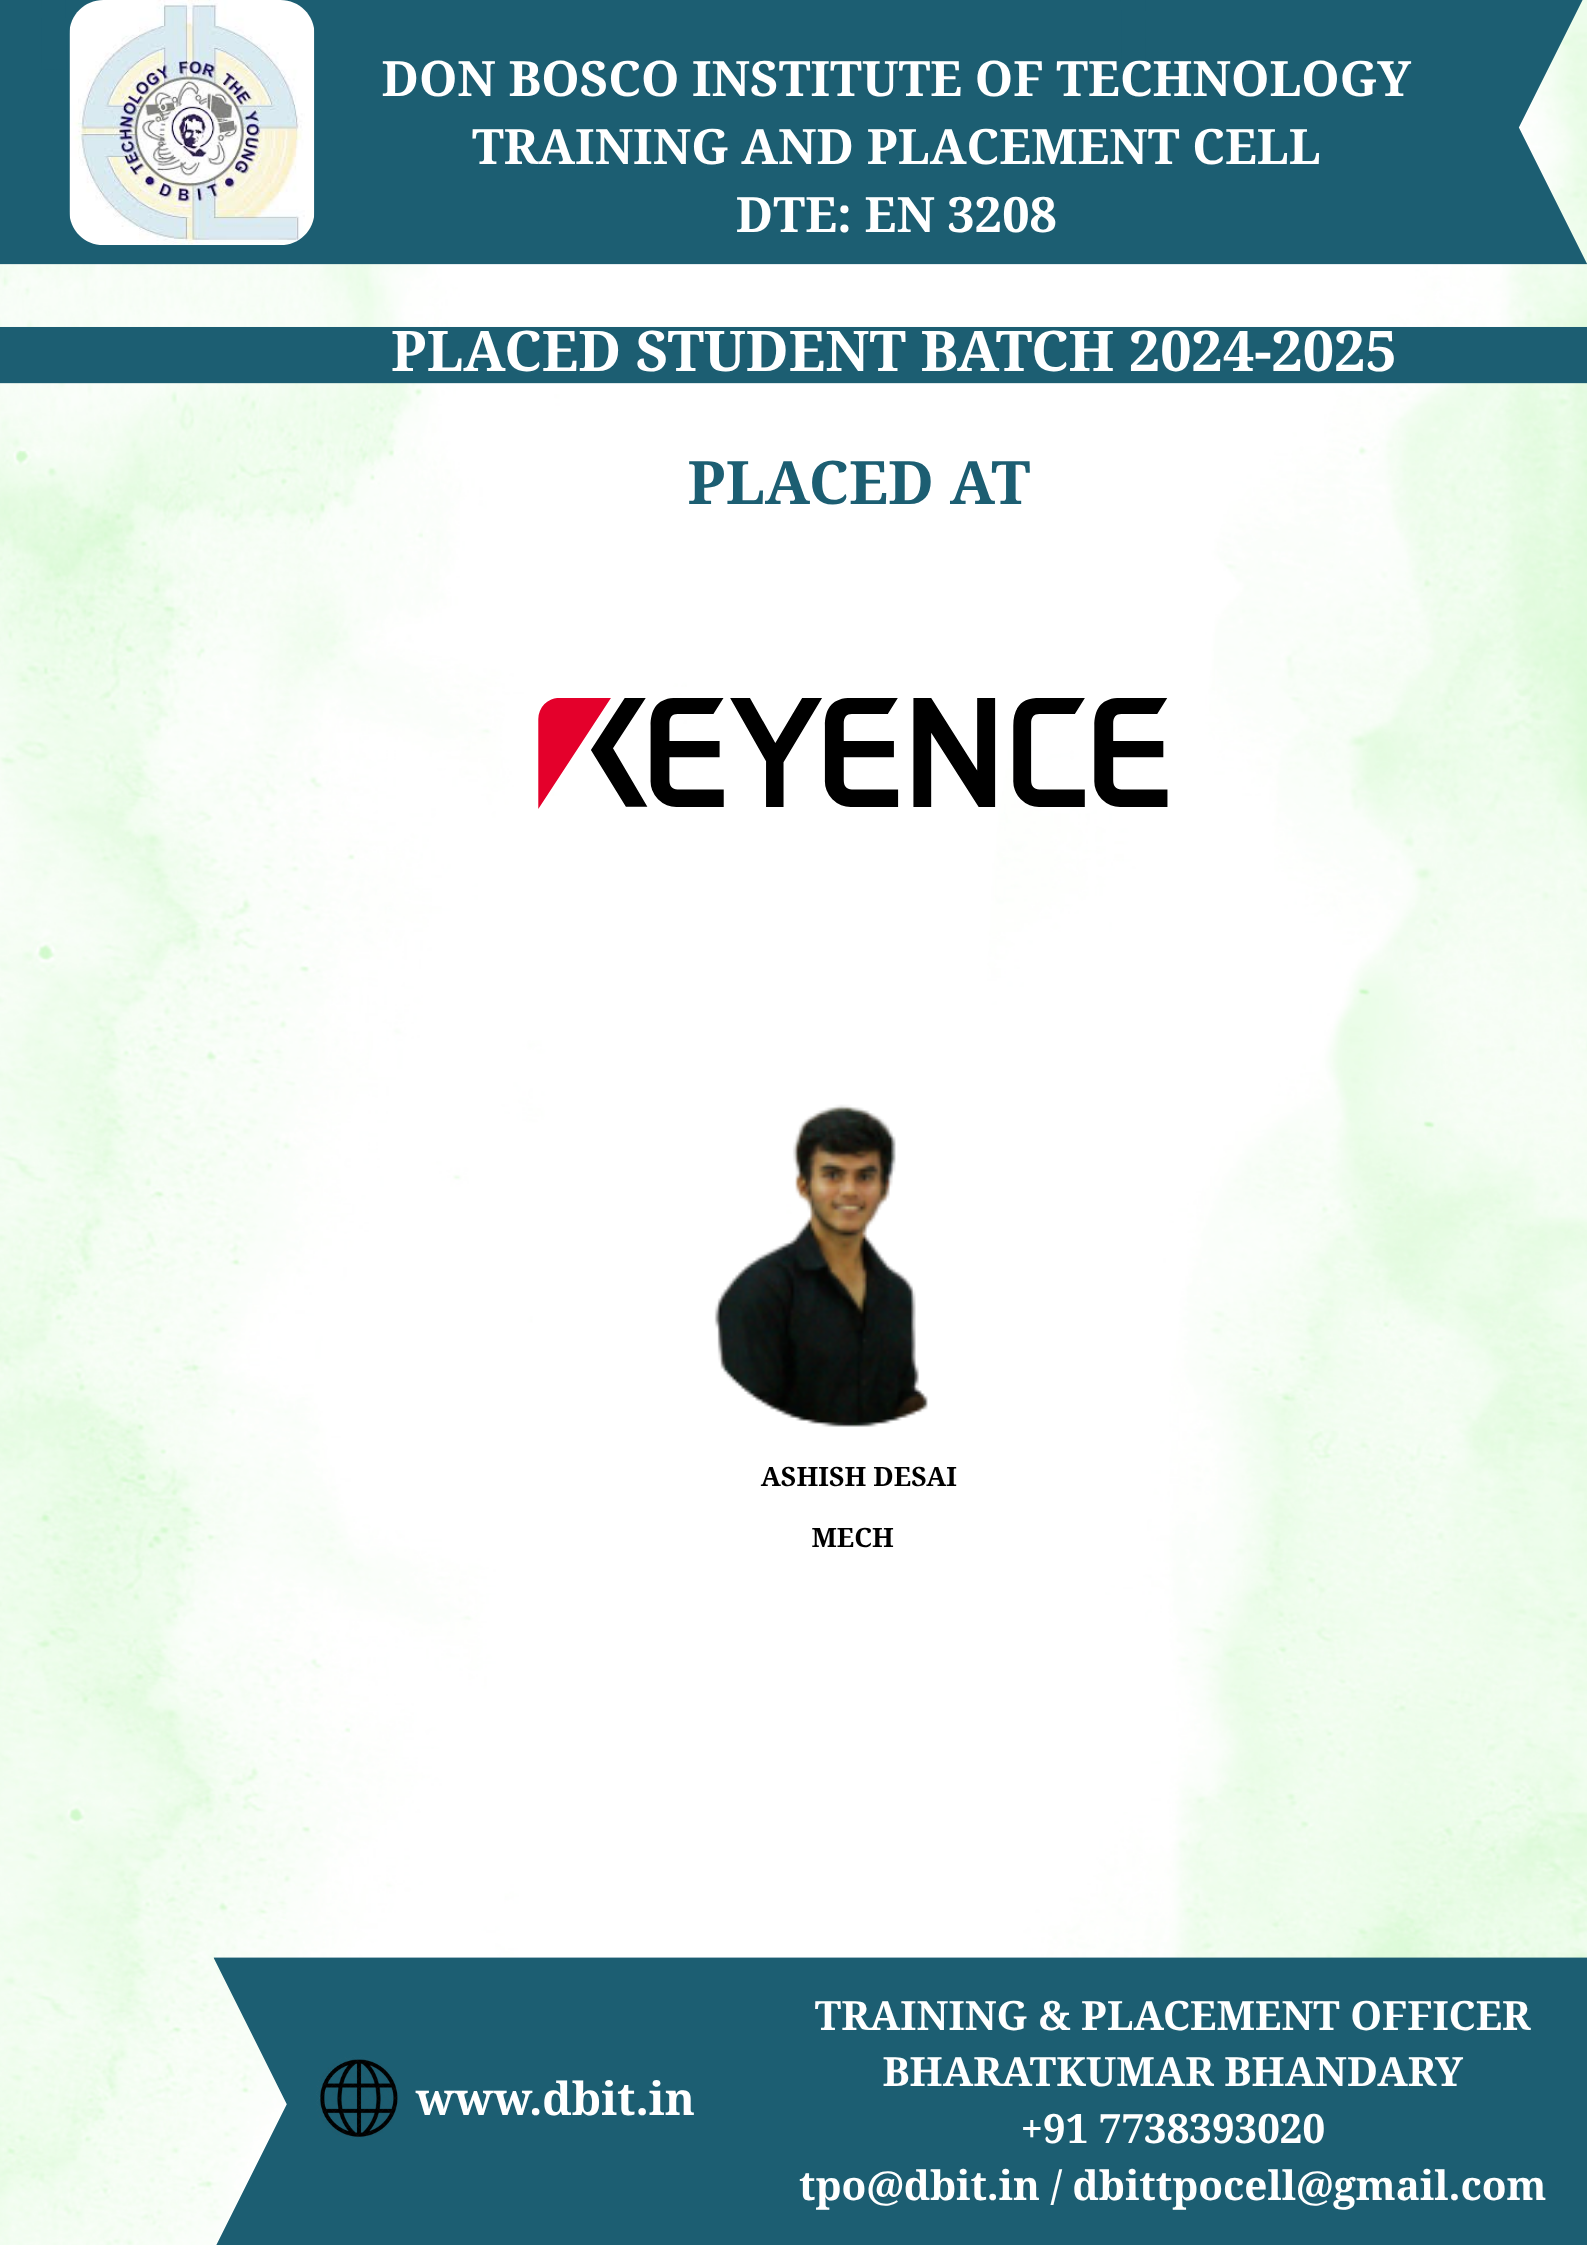 TECHNOLOGY FOR THE YOUNG
• DBIT •
DON BOSCO INSTITUTE OF TECHNOLOGY
TRAINING AND PLACEMENT CELL
DTE: EN 3208
PLACED STUDENT BATCH 2024-2025
PLACED AT
KEYENCE
ASHISH DESAI
MECH
www.dbit.in
TRAINING & PLACEMENT OFFICER
BHARATKUMAR BHANDARY
+91 7738393020
tpo@dbit.in / dbittpocell@gmail.com